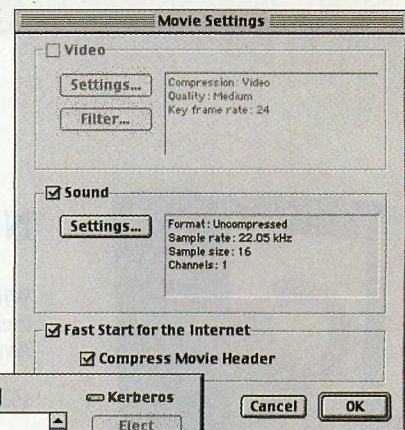 Movie Settings
Video
Settings...
Filter...
Compression: Video
Quality: Medium
Key frame rate: 24
Sound
Settings...
Format: Uncompressed
Sample rate: 22.05 kHz
Sample size: 16
Channels: 1
Fast Start for the Internet
Compress Movie Header
Kerberos
Eject
Cancel
OK